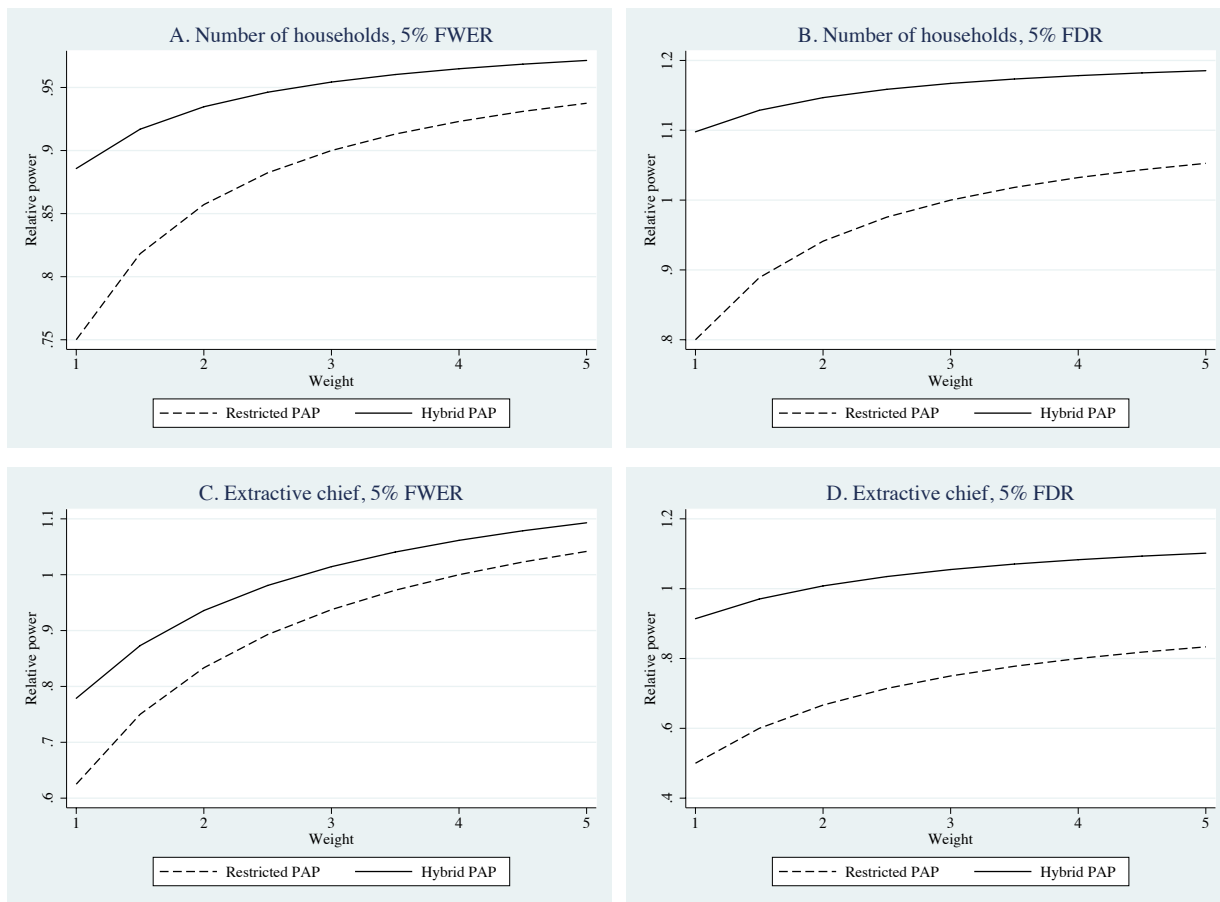 A. Number of households, 5% FWER
Relative power
.95
.9
.85
.8
.75
1 2 3 4 5
Weight
Restricted PAP Hybrid PAP
B. Number of households, 5% FDR
Relative power
1.2
1.1
1
.9
.8
1 2 3 4 5
Weight
Restricted PAP Hybrid PAP
C. Extractive chief, 5% FWER
Relative power
1.1
1
.9
.8
.7
.6
1 2 3 4 5
Weight
Restricted PAP Hybrid PAP
D. Extractive chief, 5% FDR
Relative power
1.2
1
.8
.6
.4
1 2 3 4 5
Weight
Restricted PAP Hybrid PAP